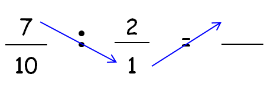 7/10 : 2/1 = ___